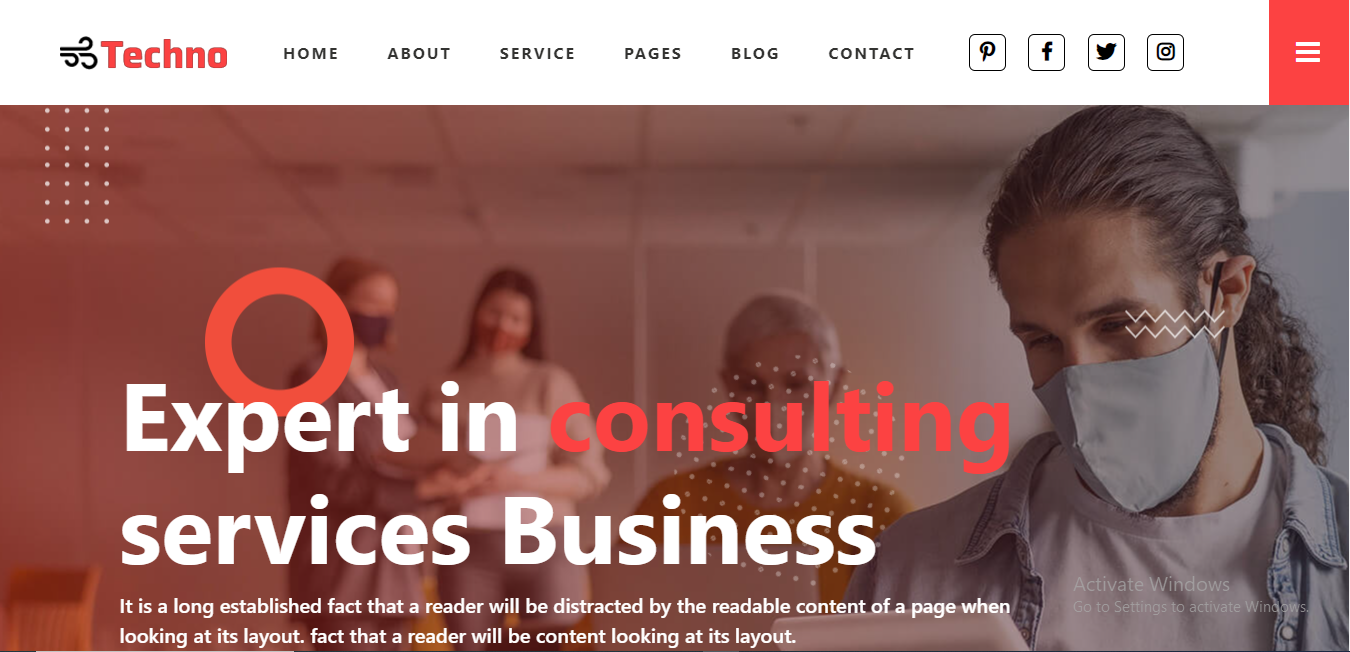 Techno
HOME ABOUT SERVICE PAGES BLOG CONTACT
Expert in consulting
services Business
It is a long established fact that a reader will be distracted by the readable content of a page when
looking at its layout. fact that a reader will be content looking at its layout.
Activate Windows
Go to Settings to activate Windows.